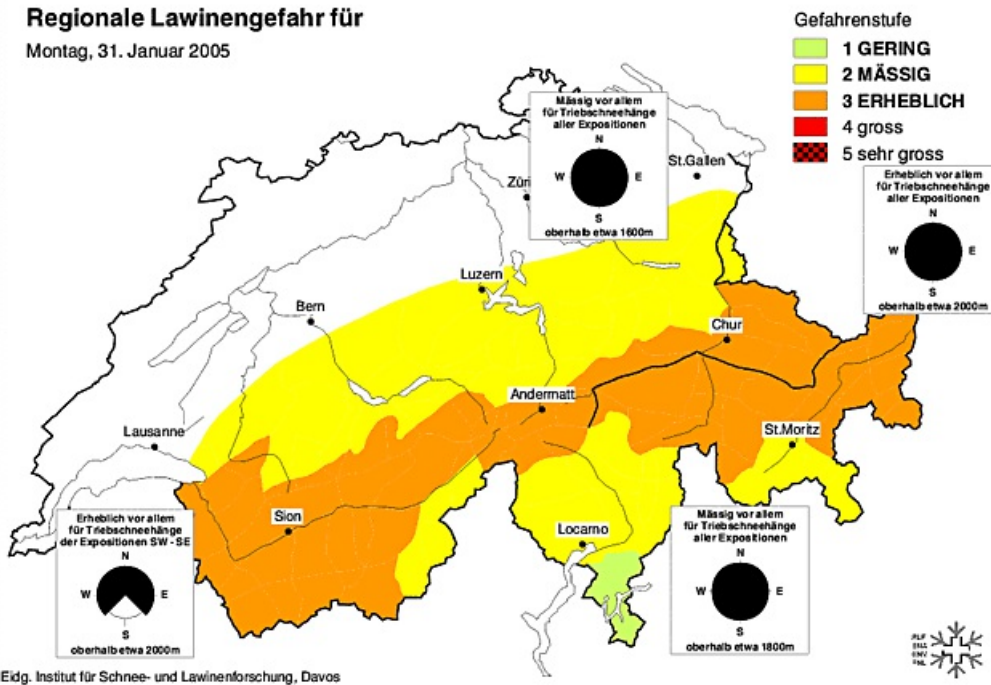 Regionale Lawinengefahr für
Montag, 31. Januar 2005
Gefahrenstufe
1 GERING
2 MÄSSIG
3 ERHEBLICH
4 gross
5 sehr gross
Mässig vor allem
für Triebschneehänge
aller Expositionen
N
W E
S
oberhalb etwa 1600m
Erheblich vor allem
für Triebschneehänge
aller Expositionen
N
W E
S
oberhalb etwa 2000m
St.Gallen
Zür
Luzern
Bern
Chur
Andermatt
Lausanne
St.Moritz
Sion
Locarno
Erheblich vor allem
für Triebschneehänge
der Expositionen SW - SE
N
W E
S
oberhalb etwa 2000m
Mässig vor allem
für Triebschneehänge
aller Expositionen
N
W E
S
oberhalb etwa 1800m
SLF
Eidg. Institut für Schnee- und Lawinenforschung, Davos